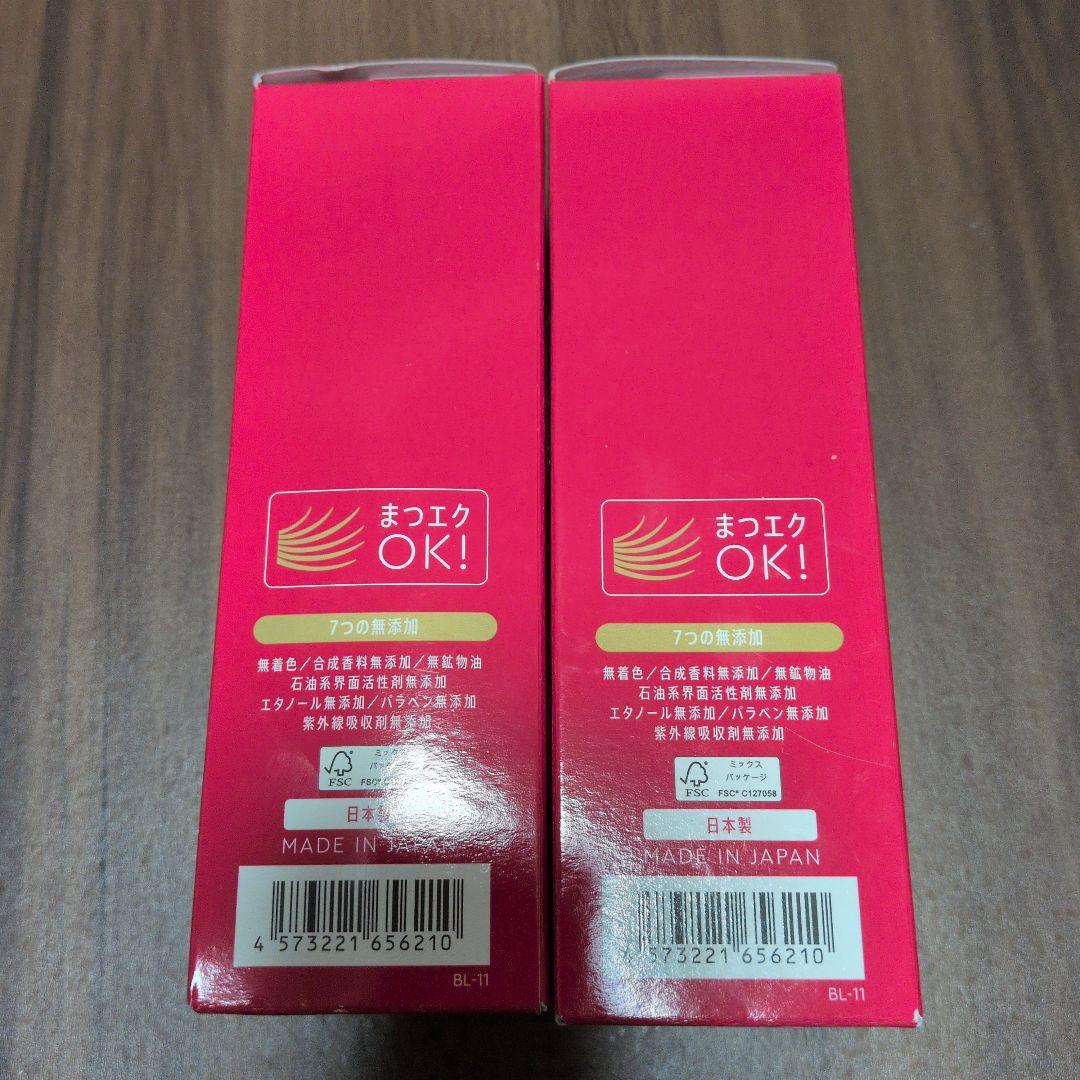 まつエク
OK!
7つの無添加
無着色／合成香料無添加／無鉱物油
石油系界面活性剤無添加
エタノール無添加／パラベン無添加
紫外線吸収剤無添加
FSC
日本製
MADE IN JAPAN
4 573221 656210
BL-11
まつエク
OK!
7つの無添加
無着色／合成香料無添加／無鉱物油
石油系界面活性剤無添加
エタノール無添加／パラベン無添加
紫外線吸収剤無添加
FSC
ミックス
パッケージ
FSC® C127058
日本製
MADE IN JAPAN
4 573221 656210
BL-11